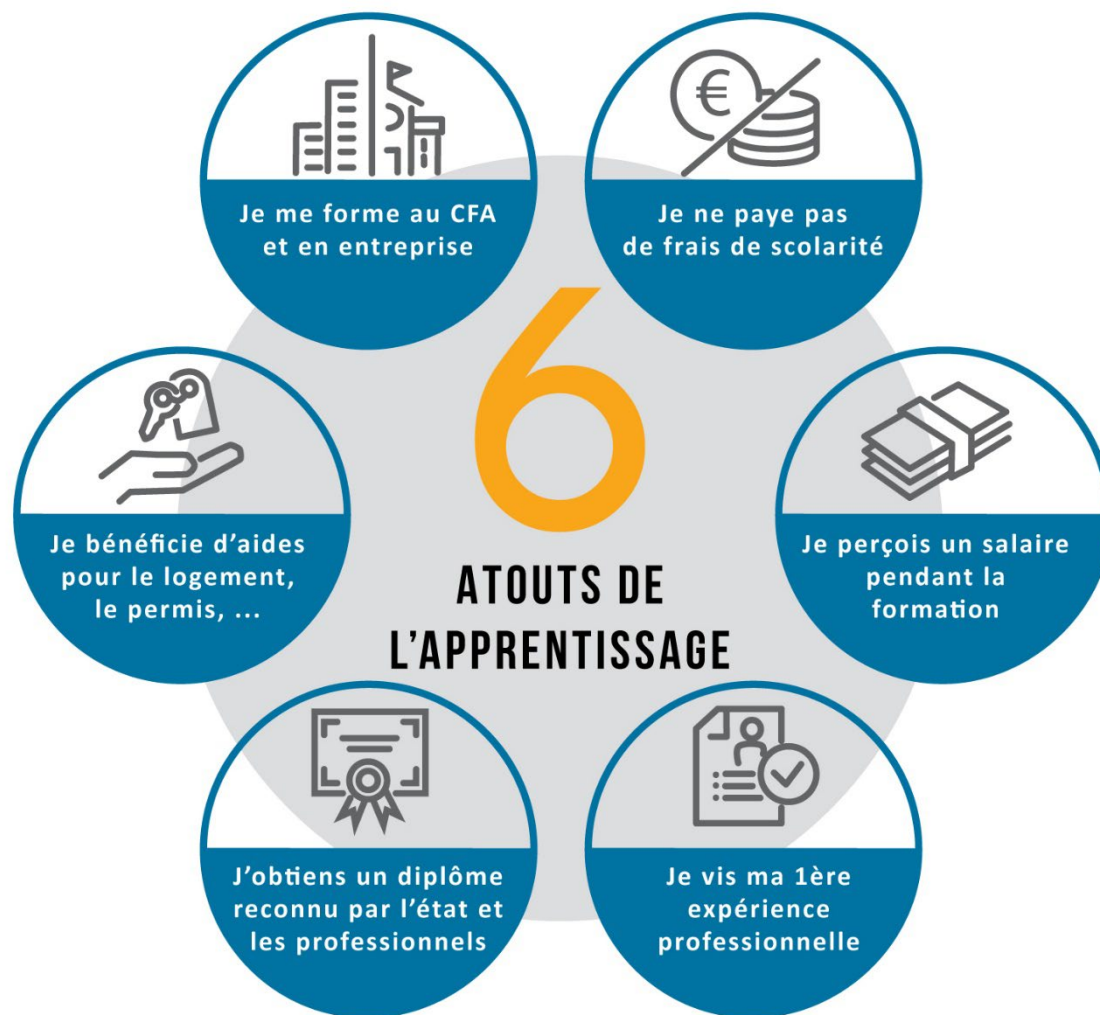 Je me forme au CFA
et en entreprise
Je ne paye pas
de frais de scolarité
6
ATOUTS DE
L'APPRENTISSAGE
Je bénéficie d'aides
pour le logement,
le permis, ...
Je perçois un salaire
pendant la
formation
J'obtiens un diplôme
reconnu par l'état et
les professionnels
Je vis ma 1ère
expérience
professionnelle
€